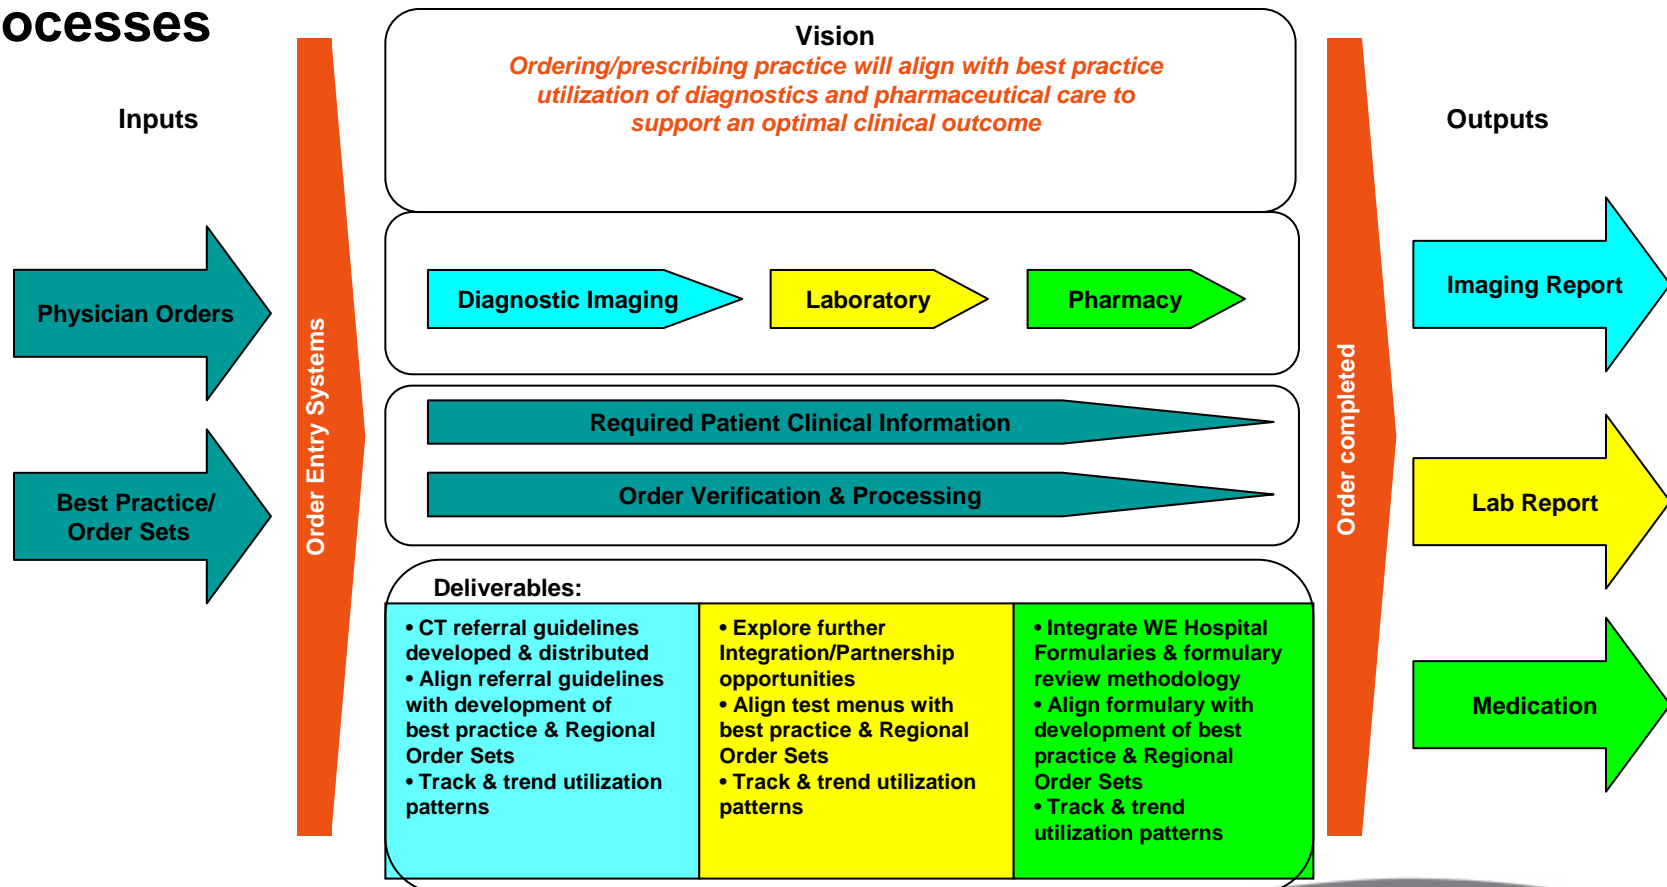 ocesses
Vision
Ordering/prescribing practice will align with best practice
utilization of diagnostics and pharmaceutical care to
support an optimal clinical outcome
Inputs
Outputs
Physician Orders
Best Practice/
Order Sets
Order Entry Systems
Diagnostic Imaging
Laboratory
Pharmacy
Required Patient Clinical Information
Order Verification & Processing
Deliverables:
• CT referral guidelines
developed & distributed
• Align referral guidelines
with development of
best practice & Regional
Order Sets
• Track & trend utilization
patterns
• Explore further
Integration/Partnership
opportunities
• Align test menus with
best practice & Regional
Order Sets
• Track & trend utilization
patterns
• Integrate WE Hospital
Formularies & formulary
review methodology
• Align formulary with
development of best
practice & Regional
Order Sets
• Track & trend
utilization patterns
Order completed
Imaging Report
Lab Report
Medication